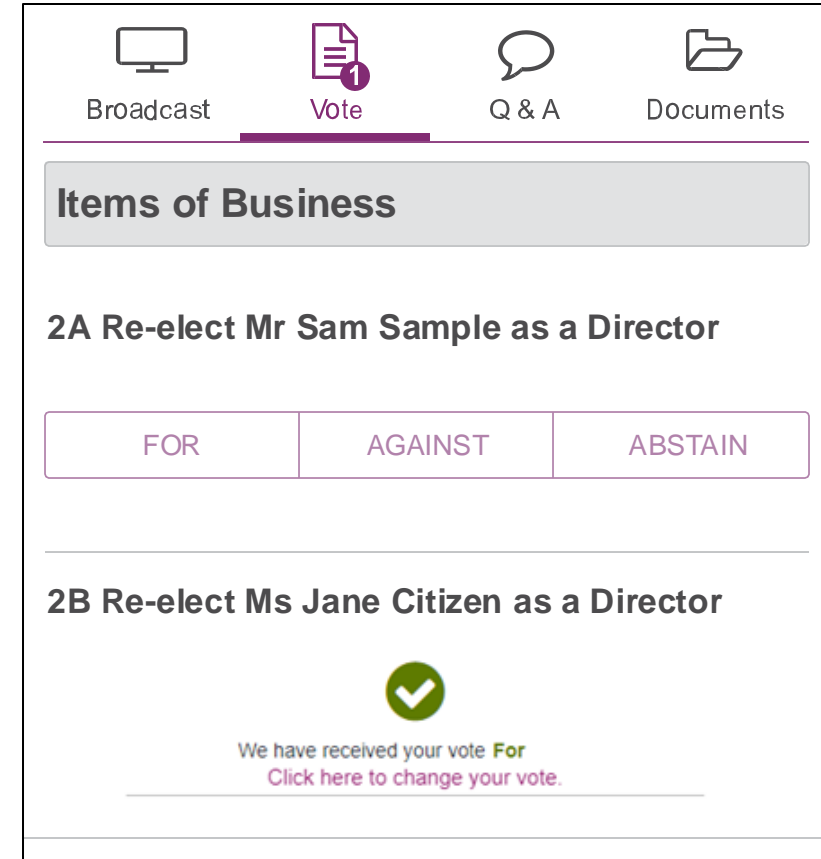 1
Broadcast Vote Q & A Documents
Items of Business
2A Re-elect Mr Sam Sample as a Director
FOR AGAINST ABSTAIN
2B Re-elect Ms Jane Citizen as a Director
We have received your vote For
Click here to change your vote.